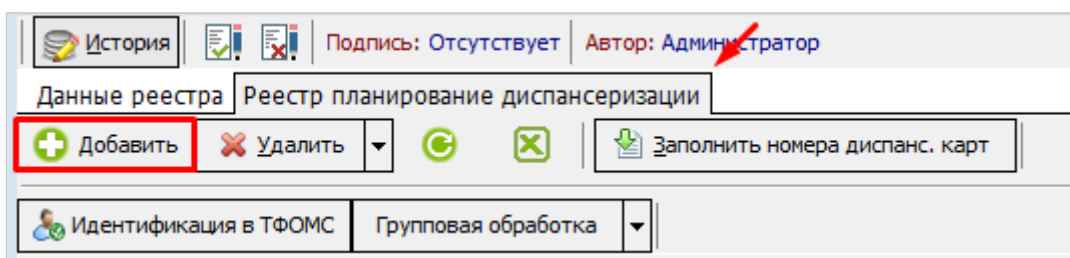 История Подпись: Отсутствует Автор: Администратор
Данные реестра Реестр планирование диспансеризации
Добавить Удалить Заполнить номера диспанс. карт
Идентификация в ТФОМС Групповая обработка